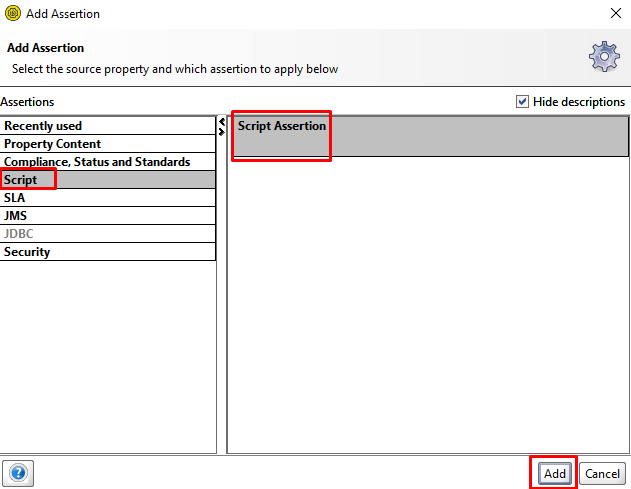 Add Assertion
Add Assertion
Select the source property and which assertion to apply below
Assertions
Hide descriptions
Recently used
Property Content
Compliance, Status and Standards
Script
SLA
JMS
JDBC
Security
Script Assertion
?
Add
Cancel